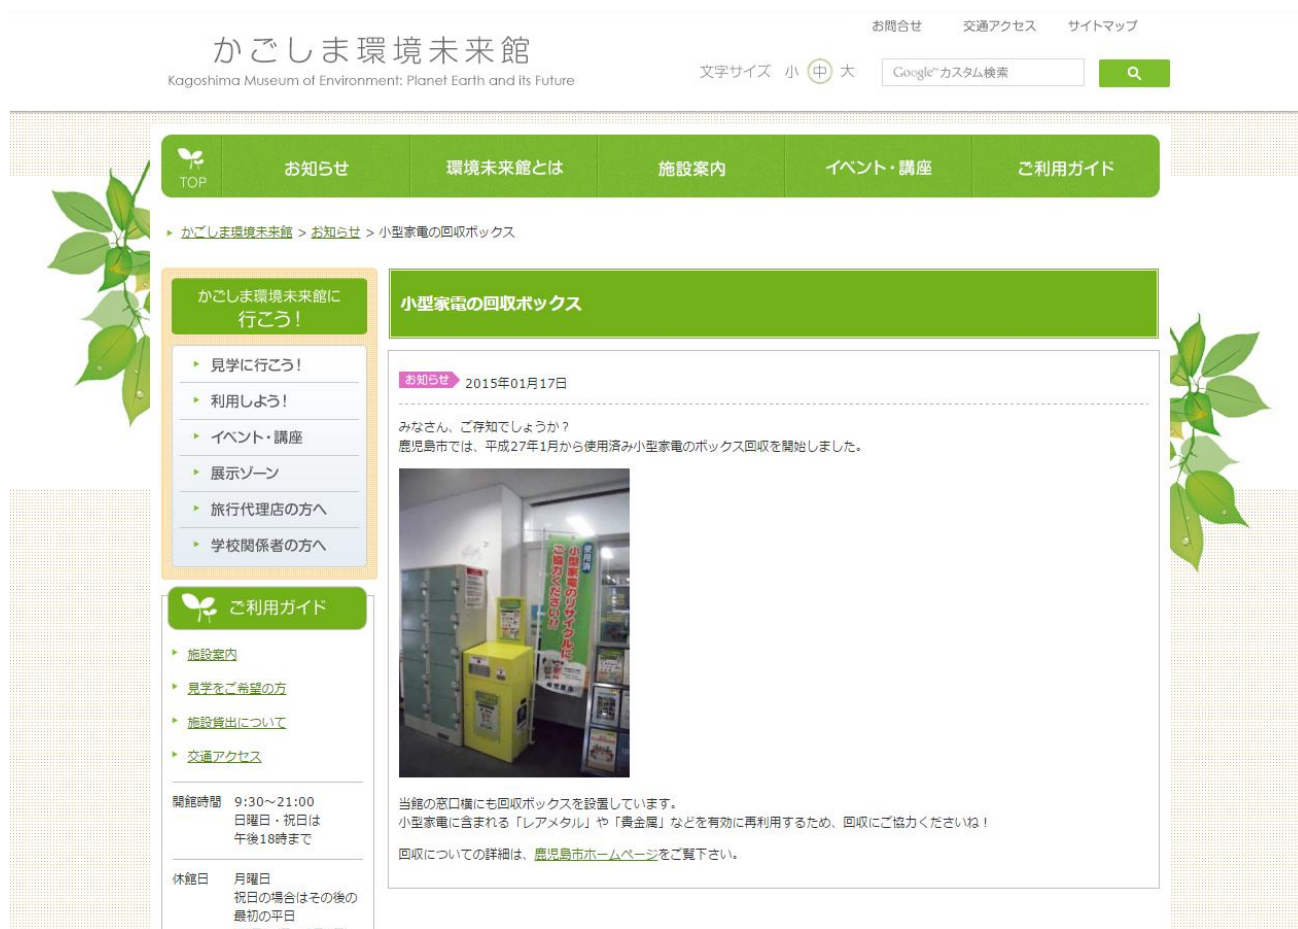 かごしま環境未来館
Kagoshima Museum of Environment: Planet Earth and its Future
お問合せ 交通アクセス サイトマップ
文字サイズ 小 中 大 Google™カスタム検索
TOP お知らせ 環境未来館とは 施設案内 イベント・講座 ご利用ガイド
かごしま環境未来館 > お知らせ > 小型家電の回収ボックス
かごしま環境未来館に
行こう!
見学に行こう!
利用しよう!
イベント・講座
展示ゾーン
旅行代理店の方へ
学校関係者の方へ
ご利用ガイド
施設案内
見学をご希望の方
施設貸出について
交通アクセス
開館時間 9:30~21:00
日曜日・祝日は
午後18時まで
休館日 月曜日
祝日の場合はその後の
最初の平日
小型家電の回収ボックス
お知らせ 2015年01月17日
みなさん、ご存知でしょうか?
鹿児島市では、平成27年1月から使用済み小型家電のボックス回収を開始しました。
使用済
小型家電のリサイクルに
ご協力ください!!
当館の窓口横にも回収ボックスを設置しています。
小型家電に含まれる「レアメタル」や「貴金属」などを有効に再利用するため、回収にご協力くださいね!
回収についての詳細は、鹿児島市ホームページをご覧下さい。